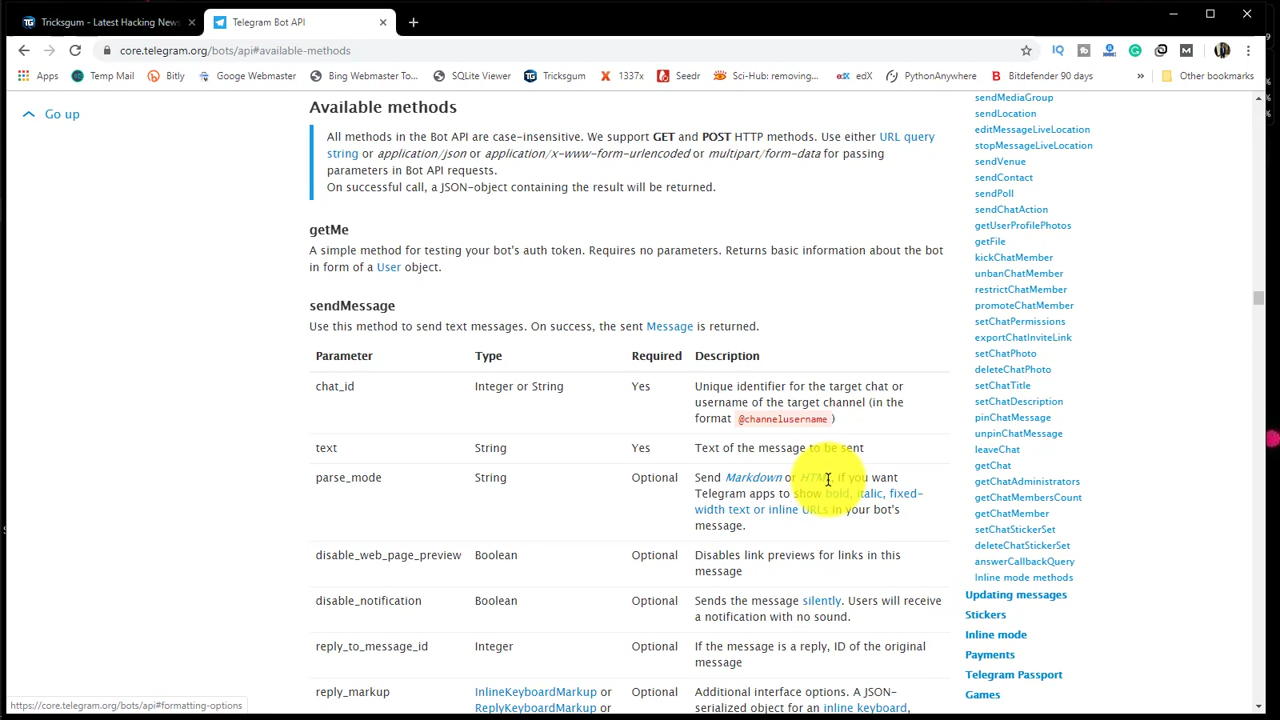 Tricksgum - Latest Hacking News
Telegram Bot API
core.telegram.org/bots/api#available-methods
Apps
Temp Mail
Bitly
Googe Webmaster
Bing Webmaster To...
SQLite Viewer
Tricksgum
1337x
Seedr
Sci-Hub: removing...
edX
PythonAnywhere
Bitdefender 90 days
»
Other bookmarks
Go up
Available methods
All methods in the Bot API are case-insensitive. We support GET and POST HTTP methods. Use either URL query
string or application/json or application/x-www-form-urlencoded or multipart/form-data for passing
parameters in Bot API requests.
On successful call, a JSON-object containing the result will be returned.
getMe
A simple method for testing your bot's auth token. Requires no parameters. Returns basic information about the bot
in form of a User object.
sendMessage
Use this method to send text messages. On success, the sent Message is returned.
Parameter Type Required Description
chat_id Integer or String Yes Unique identifier for the target chat or
username of the target channel (in the
format @channelusername )
text String Yes Text of the message to be sent
parse_mode String Optional Send Markdown or HTML, if you want
Telegram apps to show bold, italic, fixed-
width text or inline URLs in your bot's
message.
disable_web_page_preview Boolean Optional Disables link previews for links in this
message
disable_notification Boolean Optional Sends the message silently. Users will receive
a notification with no sound.
reply_to_message_id Integer Optional If the message is a reply, ID of the original
message
reply_markup InlineKeyboardMarkup or Optional Additional interface options. A JSON-
ReplyKeyboardMarkup or serialized object for an inline keyboard,
sendMediaGroup
sendLocation
editMessageLiveLocation
stopMessageLiveLocation
sendVenue
sendContact
sendPoll
sendChatAction
getUserProfilePhotos
getFile
kickChatMember
unbanChatMember
restrictChatMember
promoteChatMember
setChatPermissions
exportChatInviteLink
setChatPhoto
deleteChatPhoto
setChatTitle
setChatDescription
pinChatMessage
unpinChatMessage
leaveChat
getChat
getChatAdministrators
getChatMembersCount
getChatMember
setChatStickerSet
deleteChatStickerSet
answerCallbackQuery
Inline mode methods
Updating messages
Stickers
Inline mode
Payments
Telegram Passport
Games
https://core.telegram.org/bots/api#formatting-options